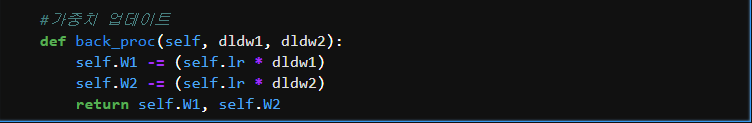 #가중치 업데이트
def back_proc(self, dldw1, dldw2):
self.W1 -= (self.lr * dldw1)
self.W2 -= (self.lr * dldw2)
return self.W1, self.W2